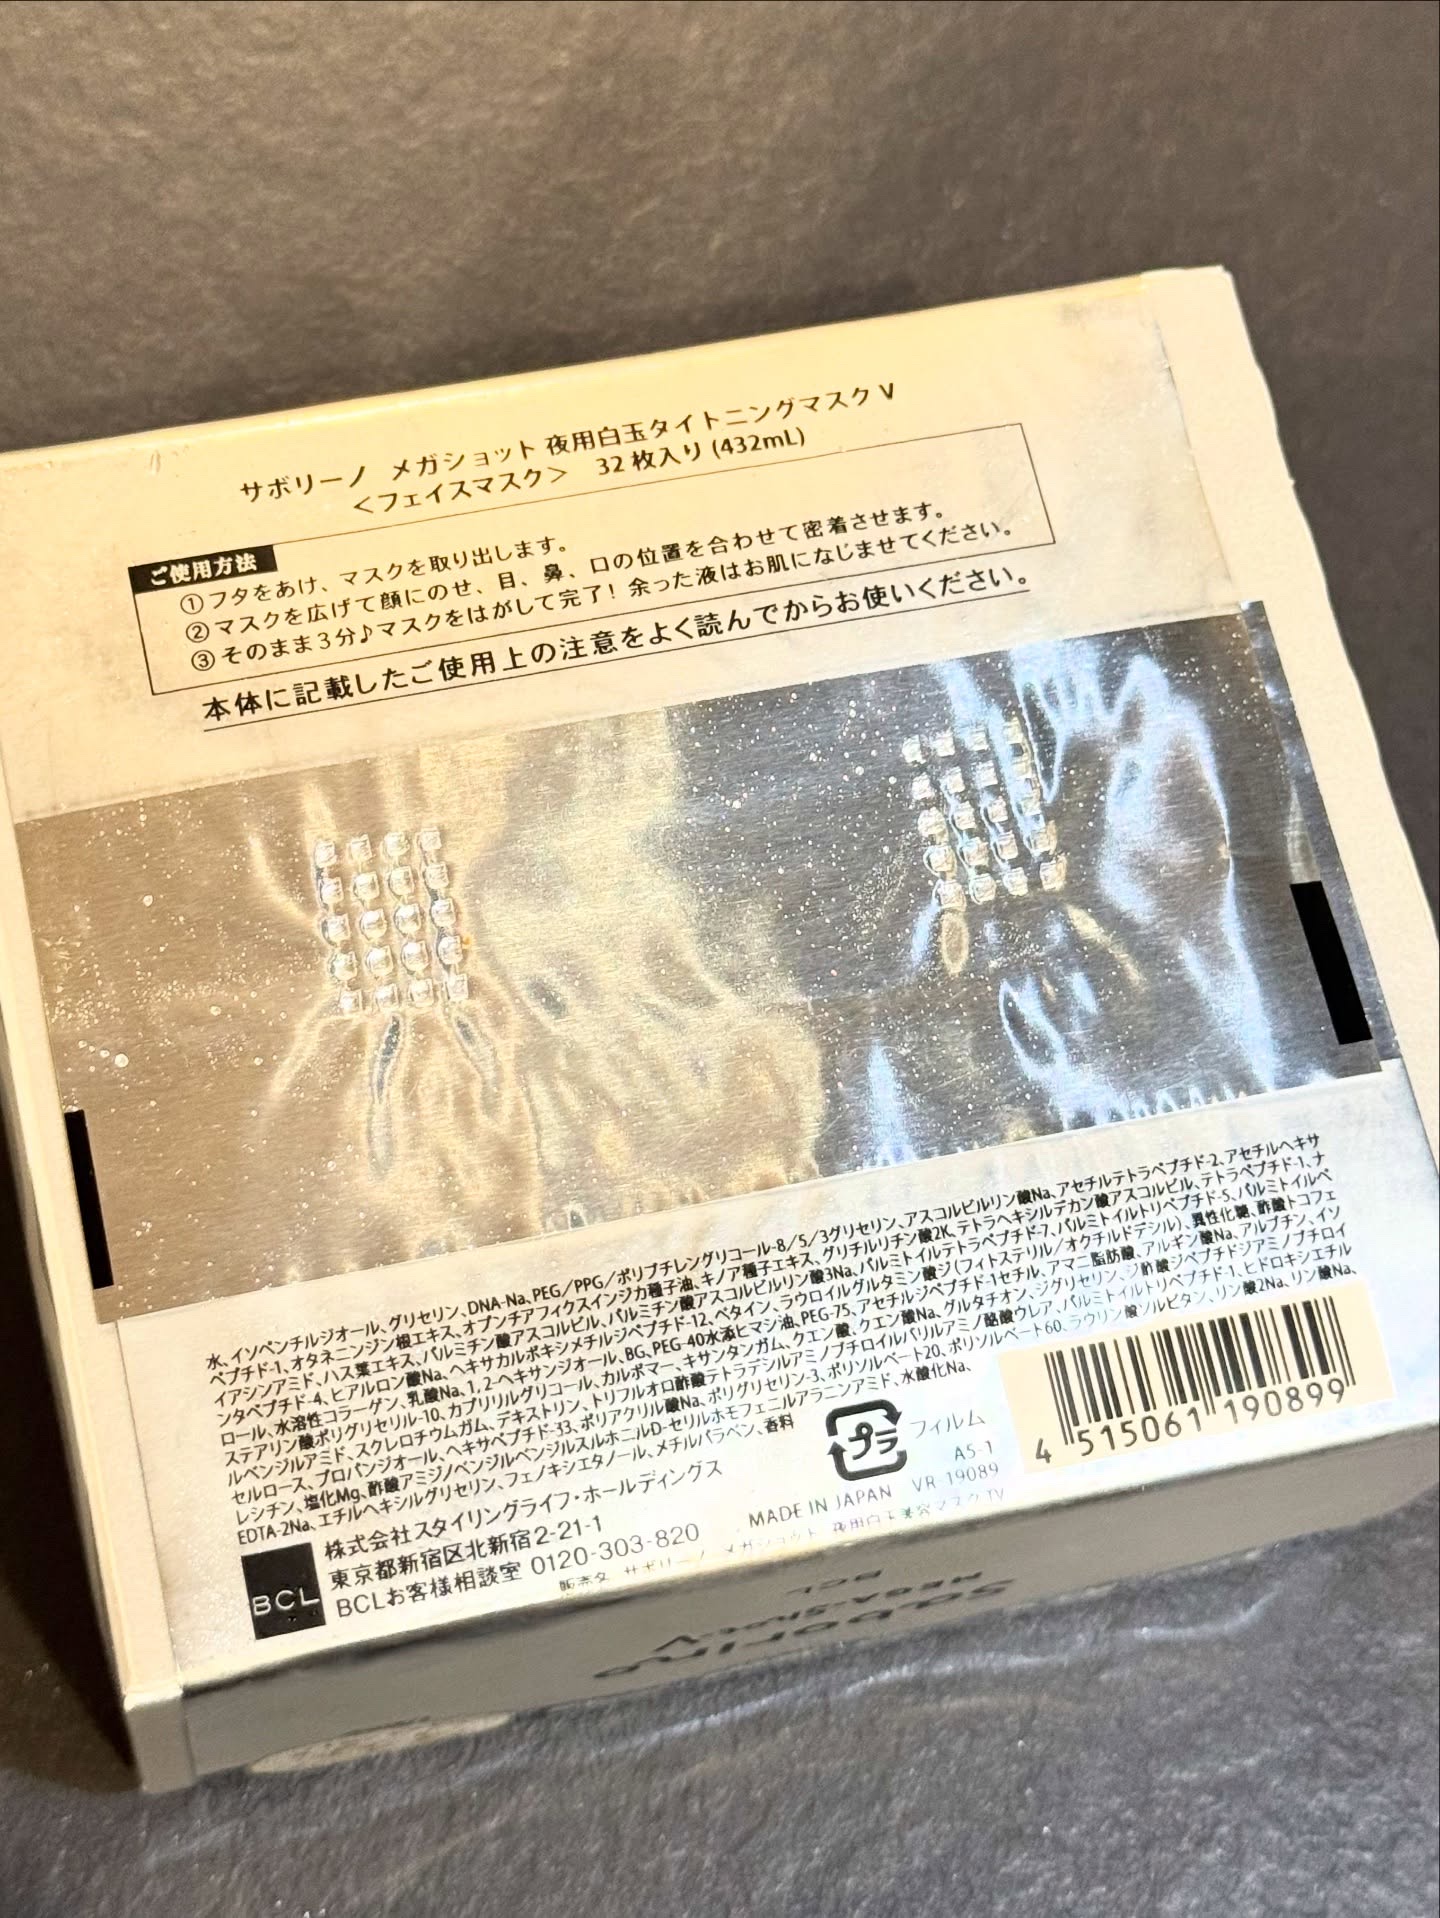 サボリーノ メガショット 夜用白玉タイトニングマスク V
＜フェイスマスク＞ 32枚入り (432mL)
ご使用方法
①フタをあけ、マスクを取り出します。
②マスクを広げて顔にのせ、目、鼻、口の位置を合わせて密着させます。
③そのまま3分♪マスクをはがして完了！余った液はお肌になじませてください。
本体に記載したご使用上の注意をよく読んでからお使いください。
水、イソペンチルジオール、グリセリン、DNA-Na、PEG／PPG／ポリブチレングリコール-8／5／3グリセリン、アスコルビルリン酸Na、アセチルテトラペプチド-2、アセチルヘキサ
ペプチド-1、オタネニンジン根エキス、オプンチアフィクスインジカ種子油、キノア種子エキス、グリチルリチン酸2K、テトラヘキシルデカン酸アスコルビル、テトラペプチド-1、ナ
イアシンアミド、ハス葉エキス、パルミチン酸アスコルビル、パルミチン酸アスコルビルリン酸3Na、パルミトイルテトラペプチド-7、パルミトイルトリペプチド-5、パルミトイルペ
ンタペプチド-4、ヒアルロン酸Na、ヘキサカルボキシメチルジペプチド-12、ベタイン、ラウロイルグルタミン酸ジ(フィトステリル／オクチルドデシル)、異性化糖、酢酸トコフェ
ロール、水溶性コラーゲン、乳酸Na、1,2-ヘキサンジオール、BG、PEG-40水添ヒマシ油、PEG-75、アセチルジペプチド-1セチル、アマニ脂肪酸、アルギン酸Na、アルブチン、イソ
ステアリン酸ポリグリセリル-10、カプリリルグリコール、カルボマー、キサンタンガム、クエン酸、クエン酸Na、グルタチオン、ジグリセリン、ジ酢酸ジペプチドジアミノブチロイ
ルベンジルアミド、スクレロチウムガム、デキストリン、トリフルオロ酢酸テトラデシルアミノブチロイルバリルアミノ酪酸ウレア、パルミトイルトリペプチド-1、ヒドロキシエチル
セルロース、プロパンジオール、ヘキサペプチド-33、ポリアクリル酸Na、ポリグリセリン-3、ポリソルベート20、ポリソルベート60、ラウリン酸ソルビタン、リン酸2Na、リン酸Na、
レシチン、塩化Mg、酢酸アミジノベンジルベンジルスルホニルD-セリルホモフェニルアラニンアミド、水酸化Na、
EDTA-2Na、エチルヘキシルグリセリン、フェノキシエタノール、メチルパラベン、香料
BCL
株式会社スタイリングライフ・ホールディングス
東京都新宿区北新宿2-21-1
BCLお客様相談室 0120-303-820
プラ
フィルム
A5-1
MADE IN JAPAN VR-19089
4 515061 190899
販売名 サボリーノ メガショット 夜用白玉美容マスクTV
BCL
MEGA-Shot-V
Saborino